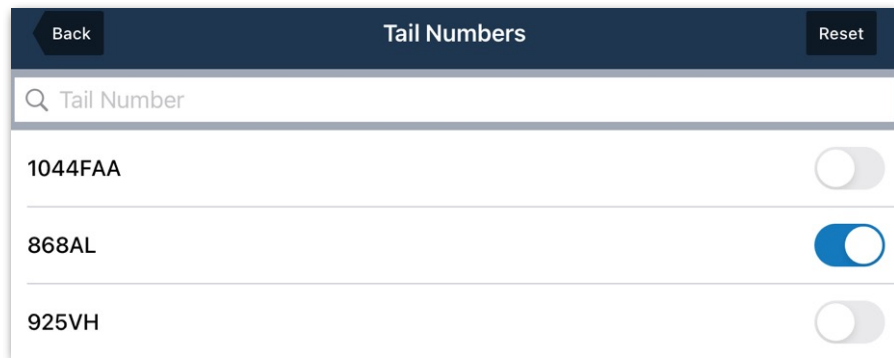 Back Tail Numbers Reset
Tail Number
1044FAA
868AL
925VH